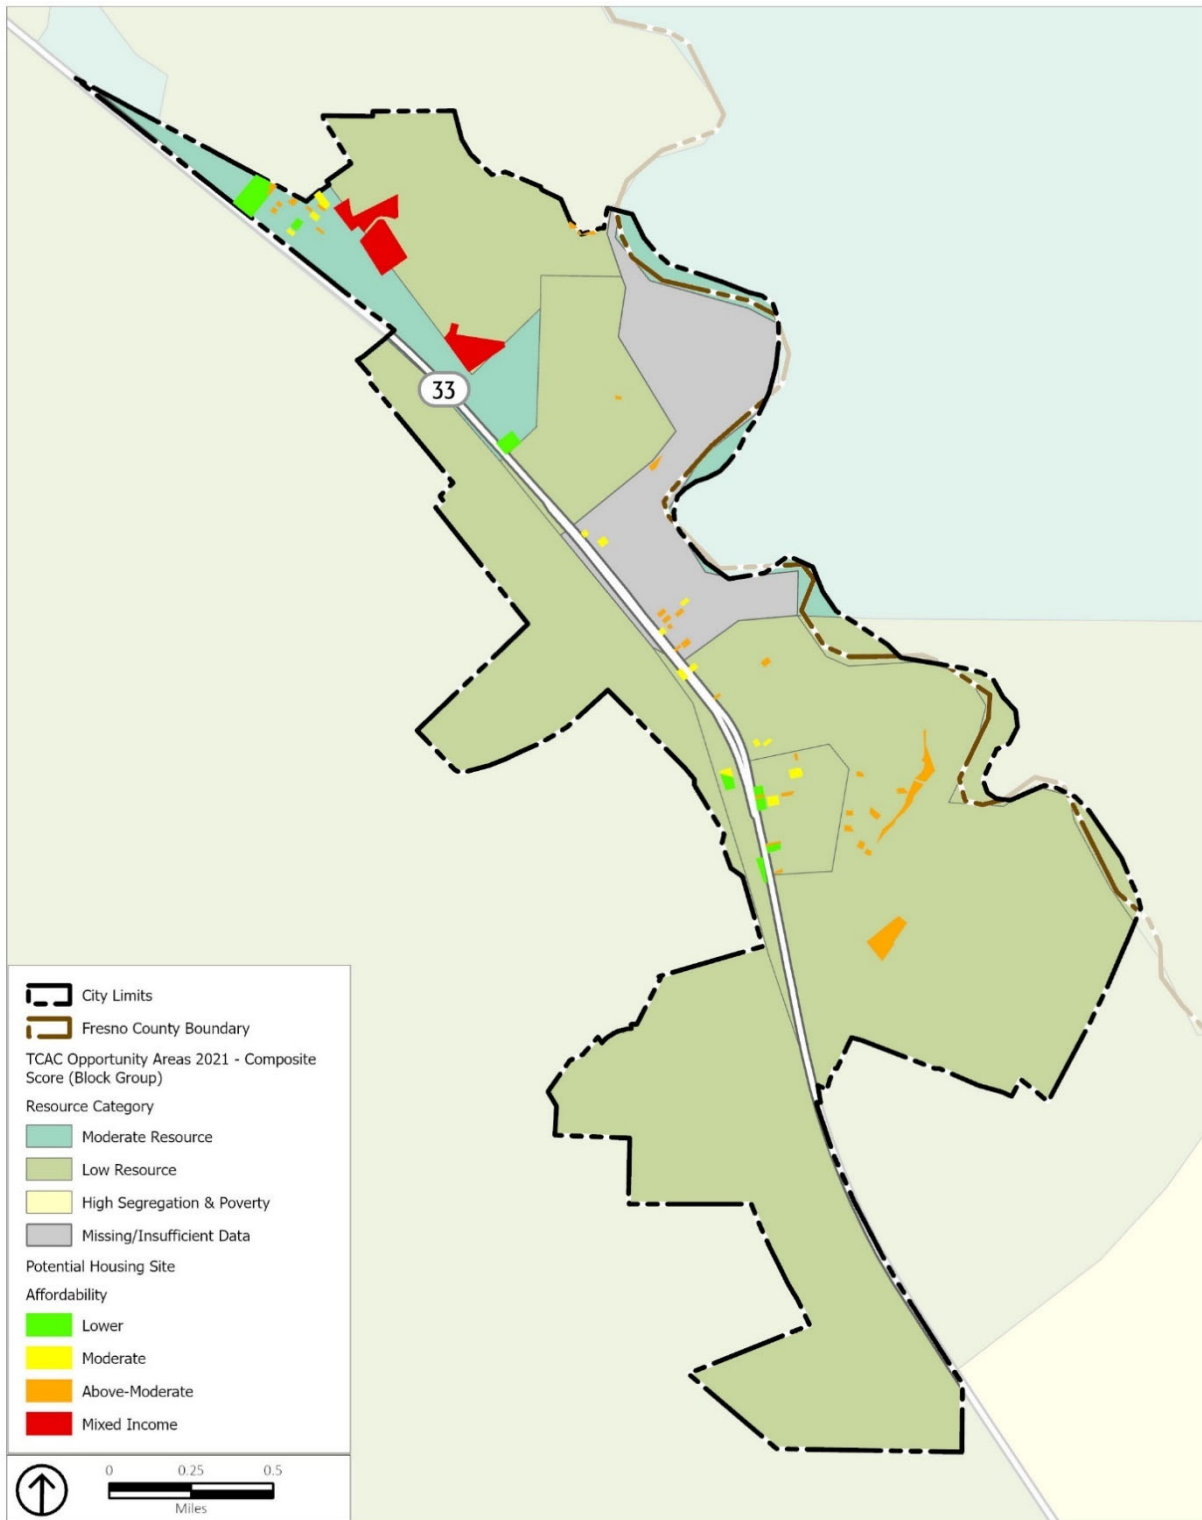 33
City Limits
Fresno County Boundary
TCAC Opportunity Areas 2021 - Composite
Score (Block Group)
Resource Category
Moderate Resource
Low Resource
High Segregation & Poverty
Missing/Insufficient Data
Potential Housing Site
Affordability
Lower
Moderate
Above-Moderate
Mixed Income
0 0.25 0.5
Miles